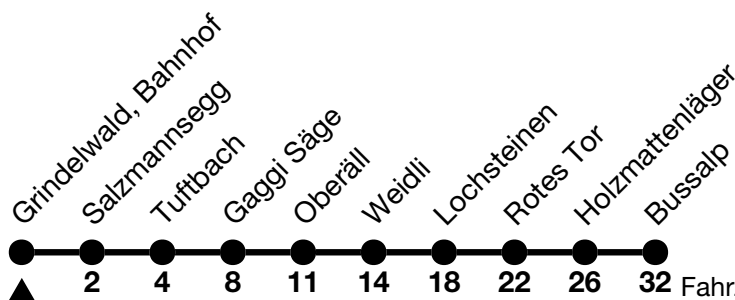 Grindelwald, Bahnhof
Salzmannsegg
Tuftbach
Gaggi Säge
Oberäll
Weidli
Lochsteinen
Rotes Tor
Holzmattenläger
Bussalp
2 4 8 11 14 18 22 26 32 Fahr